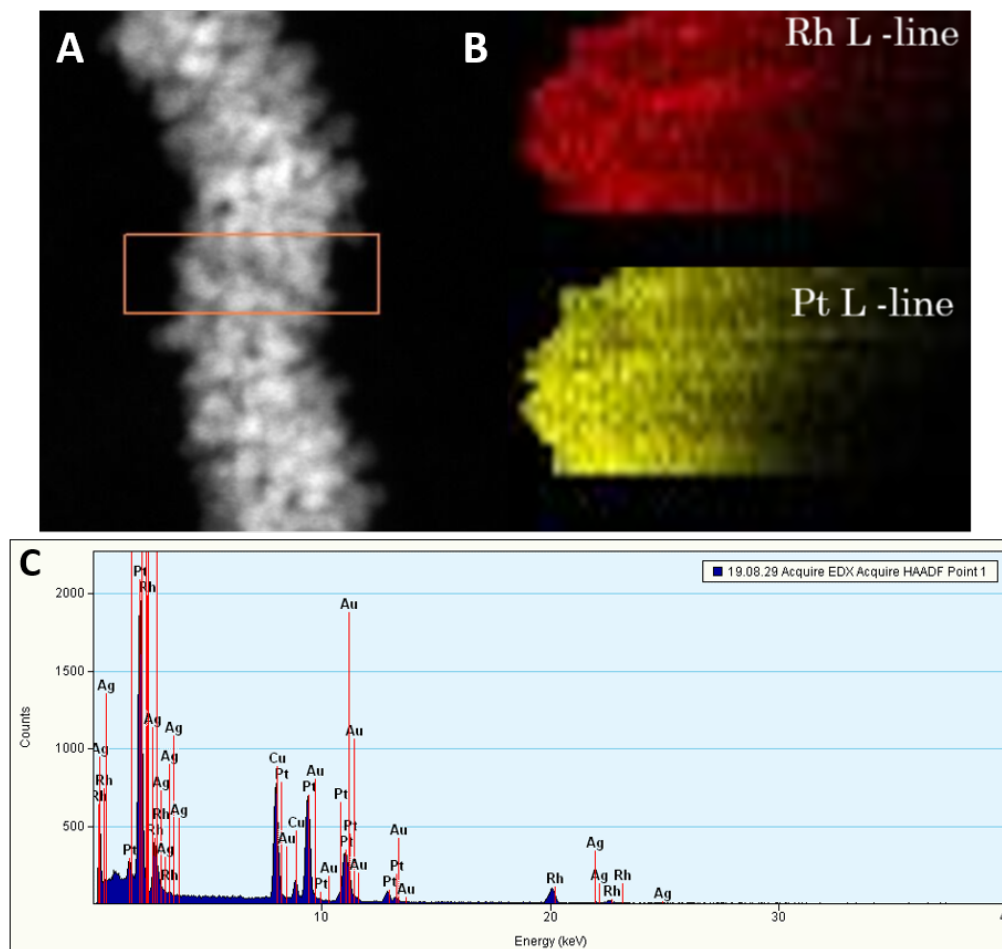 A
B
Rh L -line
Pt L -line
C
19.08.29 Acquire EDX Acquire HAADF Point 1
Counts
2000
1500
1000
500
Pt
Rh
Ag
Ag
Ag
Ag
Ag
Rh
Rh
Ag
Ag
Rh
Rh
Pt
Ag
Rh
Cu
Pt
Au
Cu
Au
Pt
Pt
Au
Au
Au
Pt
Pt
Pt
Au
Au
Pt
Pt
Au
Au
Rh
Ag
Ag
Rh
Rh
Ag
10
20
30
Energy (keV)